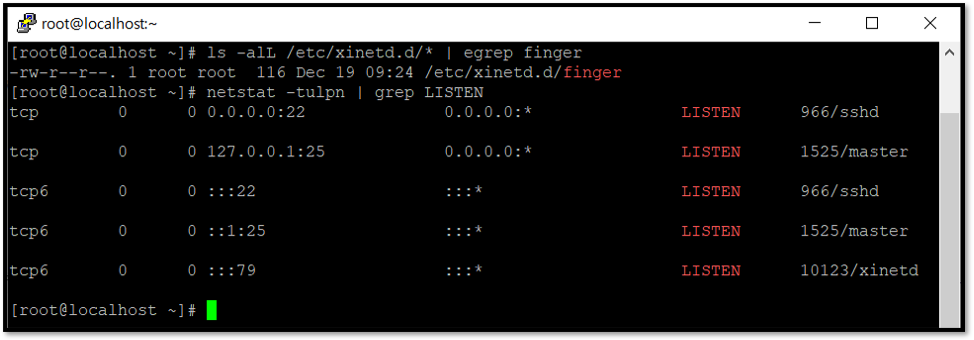 root@localhost:~
[root@localhost ~]# ls -alL /etc/xinetd.d/* | egrep finger
-rw-r--r--. 1 root root  116 Dec 19 09:24 /etc/xinetd.d/finger
[root@localhost ~]# netstat -tulpn | grep LISTEN
tcp        0      0 0.0.0.0:22              0.0.0.0:*               LISTEN      966/sshd
tcp        0      0 127.0.0.1:25            0.0.0.0:*               LISTEN      1525/master
tcp6       0      0 :::22                   :::*                    LISTEN      966/sshd
tcp6       0      0 ::1:25                  :::*                    LISTEN      1525/master
tcp6       0      0 :::79                   :::*                    LISTEN      10123/xinetd
[root@localhost ~]#